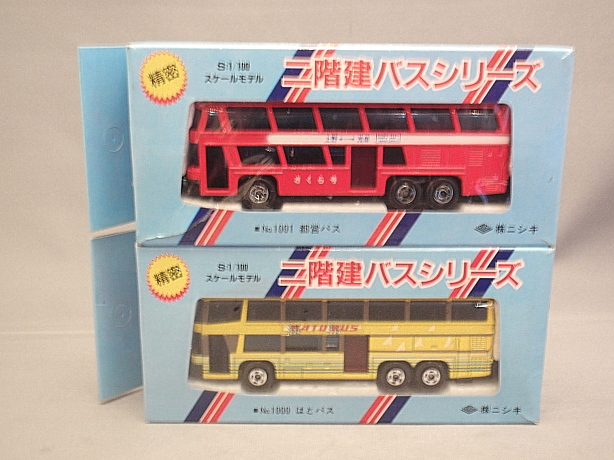 精密
S:1/100
スケールモデル
二階建バスシリーズ
さくら号
■No.1001 都営バス
㈱ニシキ
精密
S:1/100
スケールモデル
二階建バスシリーズ
HATO BUS
■No.1000 はとバス
㈱ニシキ